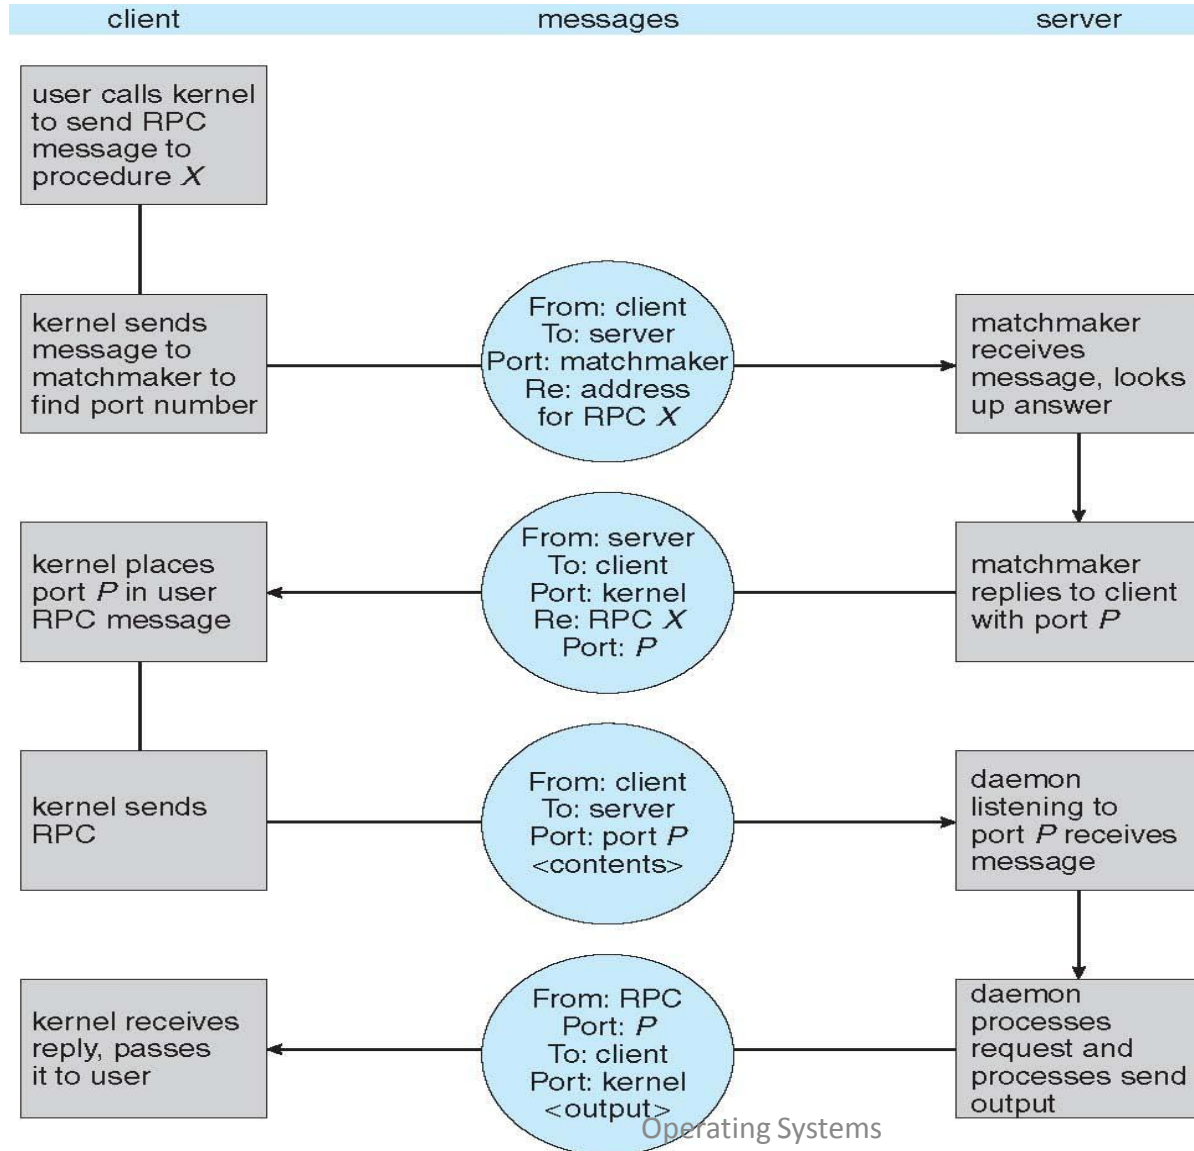 client
messages
server
user calls kernel
to send RPC
message to
procedure X
kernel sends
message to
matchmaker to
find port number
From: client
To: server
Port: matchmaker
Re: address
for RPC X
matchmaker
receives
message, looks
up answer
kernel places
port P in user
RPC message
From: server
To: client
Port: kernel
Re: RPC X
Port: P
matchmaker
replies to client
with port P
kernel sends
RPC
From: client
To: server
Port: port P
<contents>
daemon
listening to
port P receives
message
kernel receives
reply, passes
it to user
From: RPC
Port: P
To: client
Port: kernel
<output>
daemon
processes
request and
processes send
output
Operating Systems